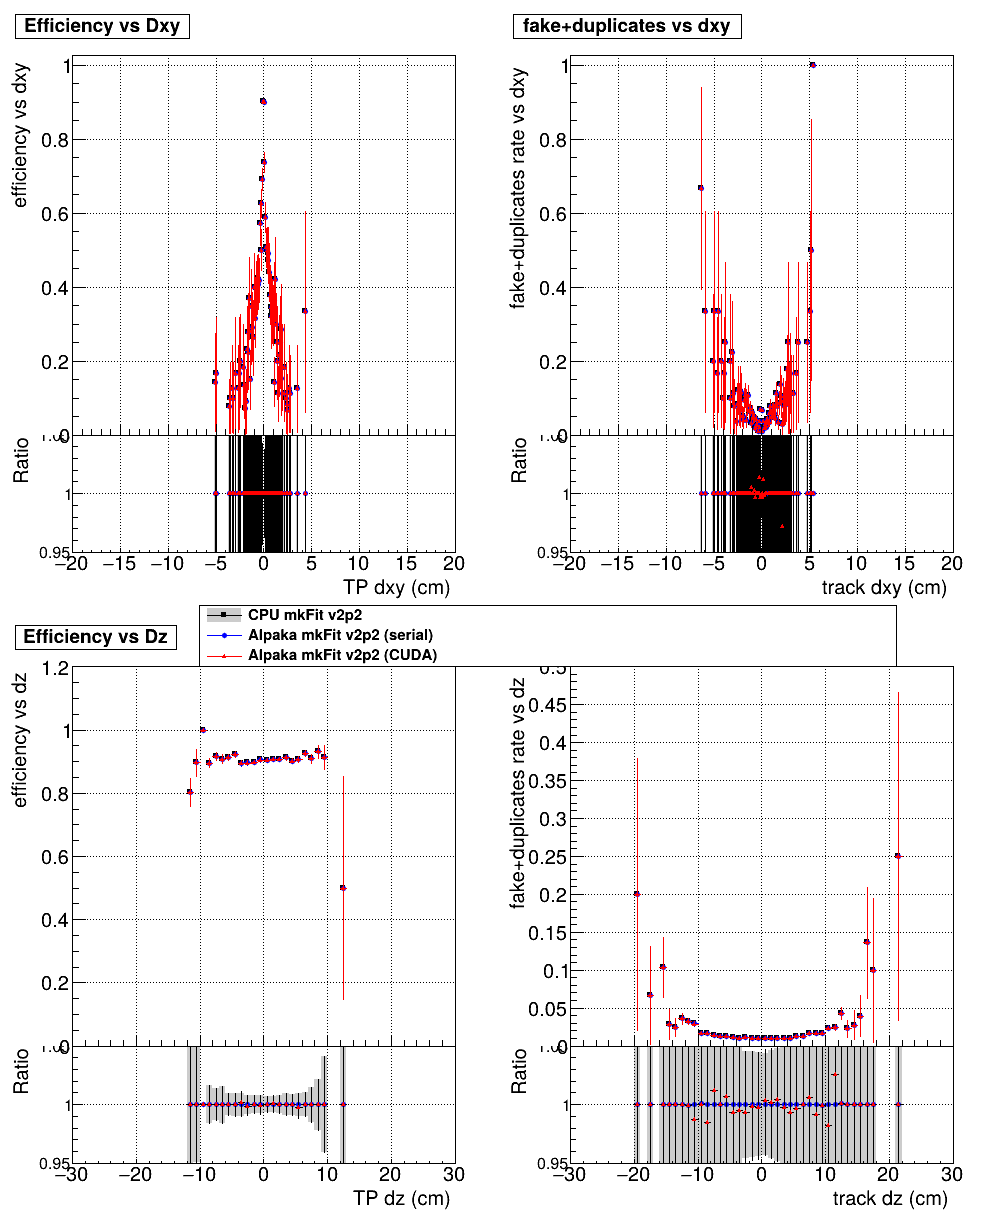 Efficiency vs Dxy
fake+duplicates vs dxy
efficiency vs dxy
1
0.8
0.6
0.4
0.2
0
Ratio
1
0.95
−20 −15 −10 −5 0 5 10 15 20
TP dxy (cm)
fake+duplicates rate vs dxy
1
0.8
0.6
0.4
0.2
0
Ratio
1
0.95
−20 −15 −10 −5 0 5 10 15 20
track dxy (cm)
CPU mkFit v2p2
Alpaka mkFit v2p2 (serial)
Alpaka mkFit v2p2 (CUDA)
Efficiency vs Dz
efficiency vs dz
1.2
1
0.8
0.6
0.4
0.2
0
Ratio
1
0.95
−30 −20 −10 0 10 20 30
TP dz (cm)
fake+duplicates rate vs dz
0.5
0.45
0.4
0.35
0.3
0.25
0.2
0.15
0.1
0.05
0
Ratio
1
0.95
−30 −20 −10 0 10 20 30
track dz (cm)